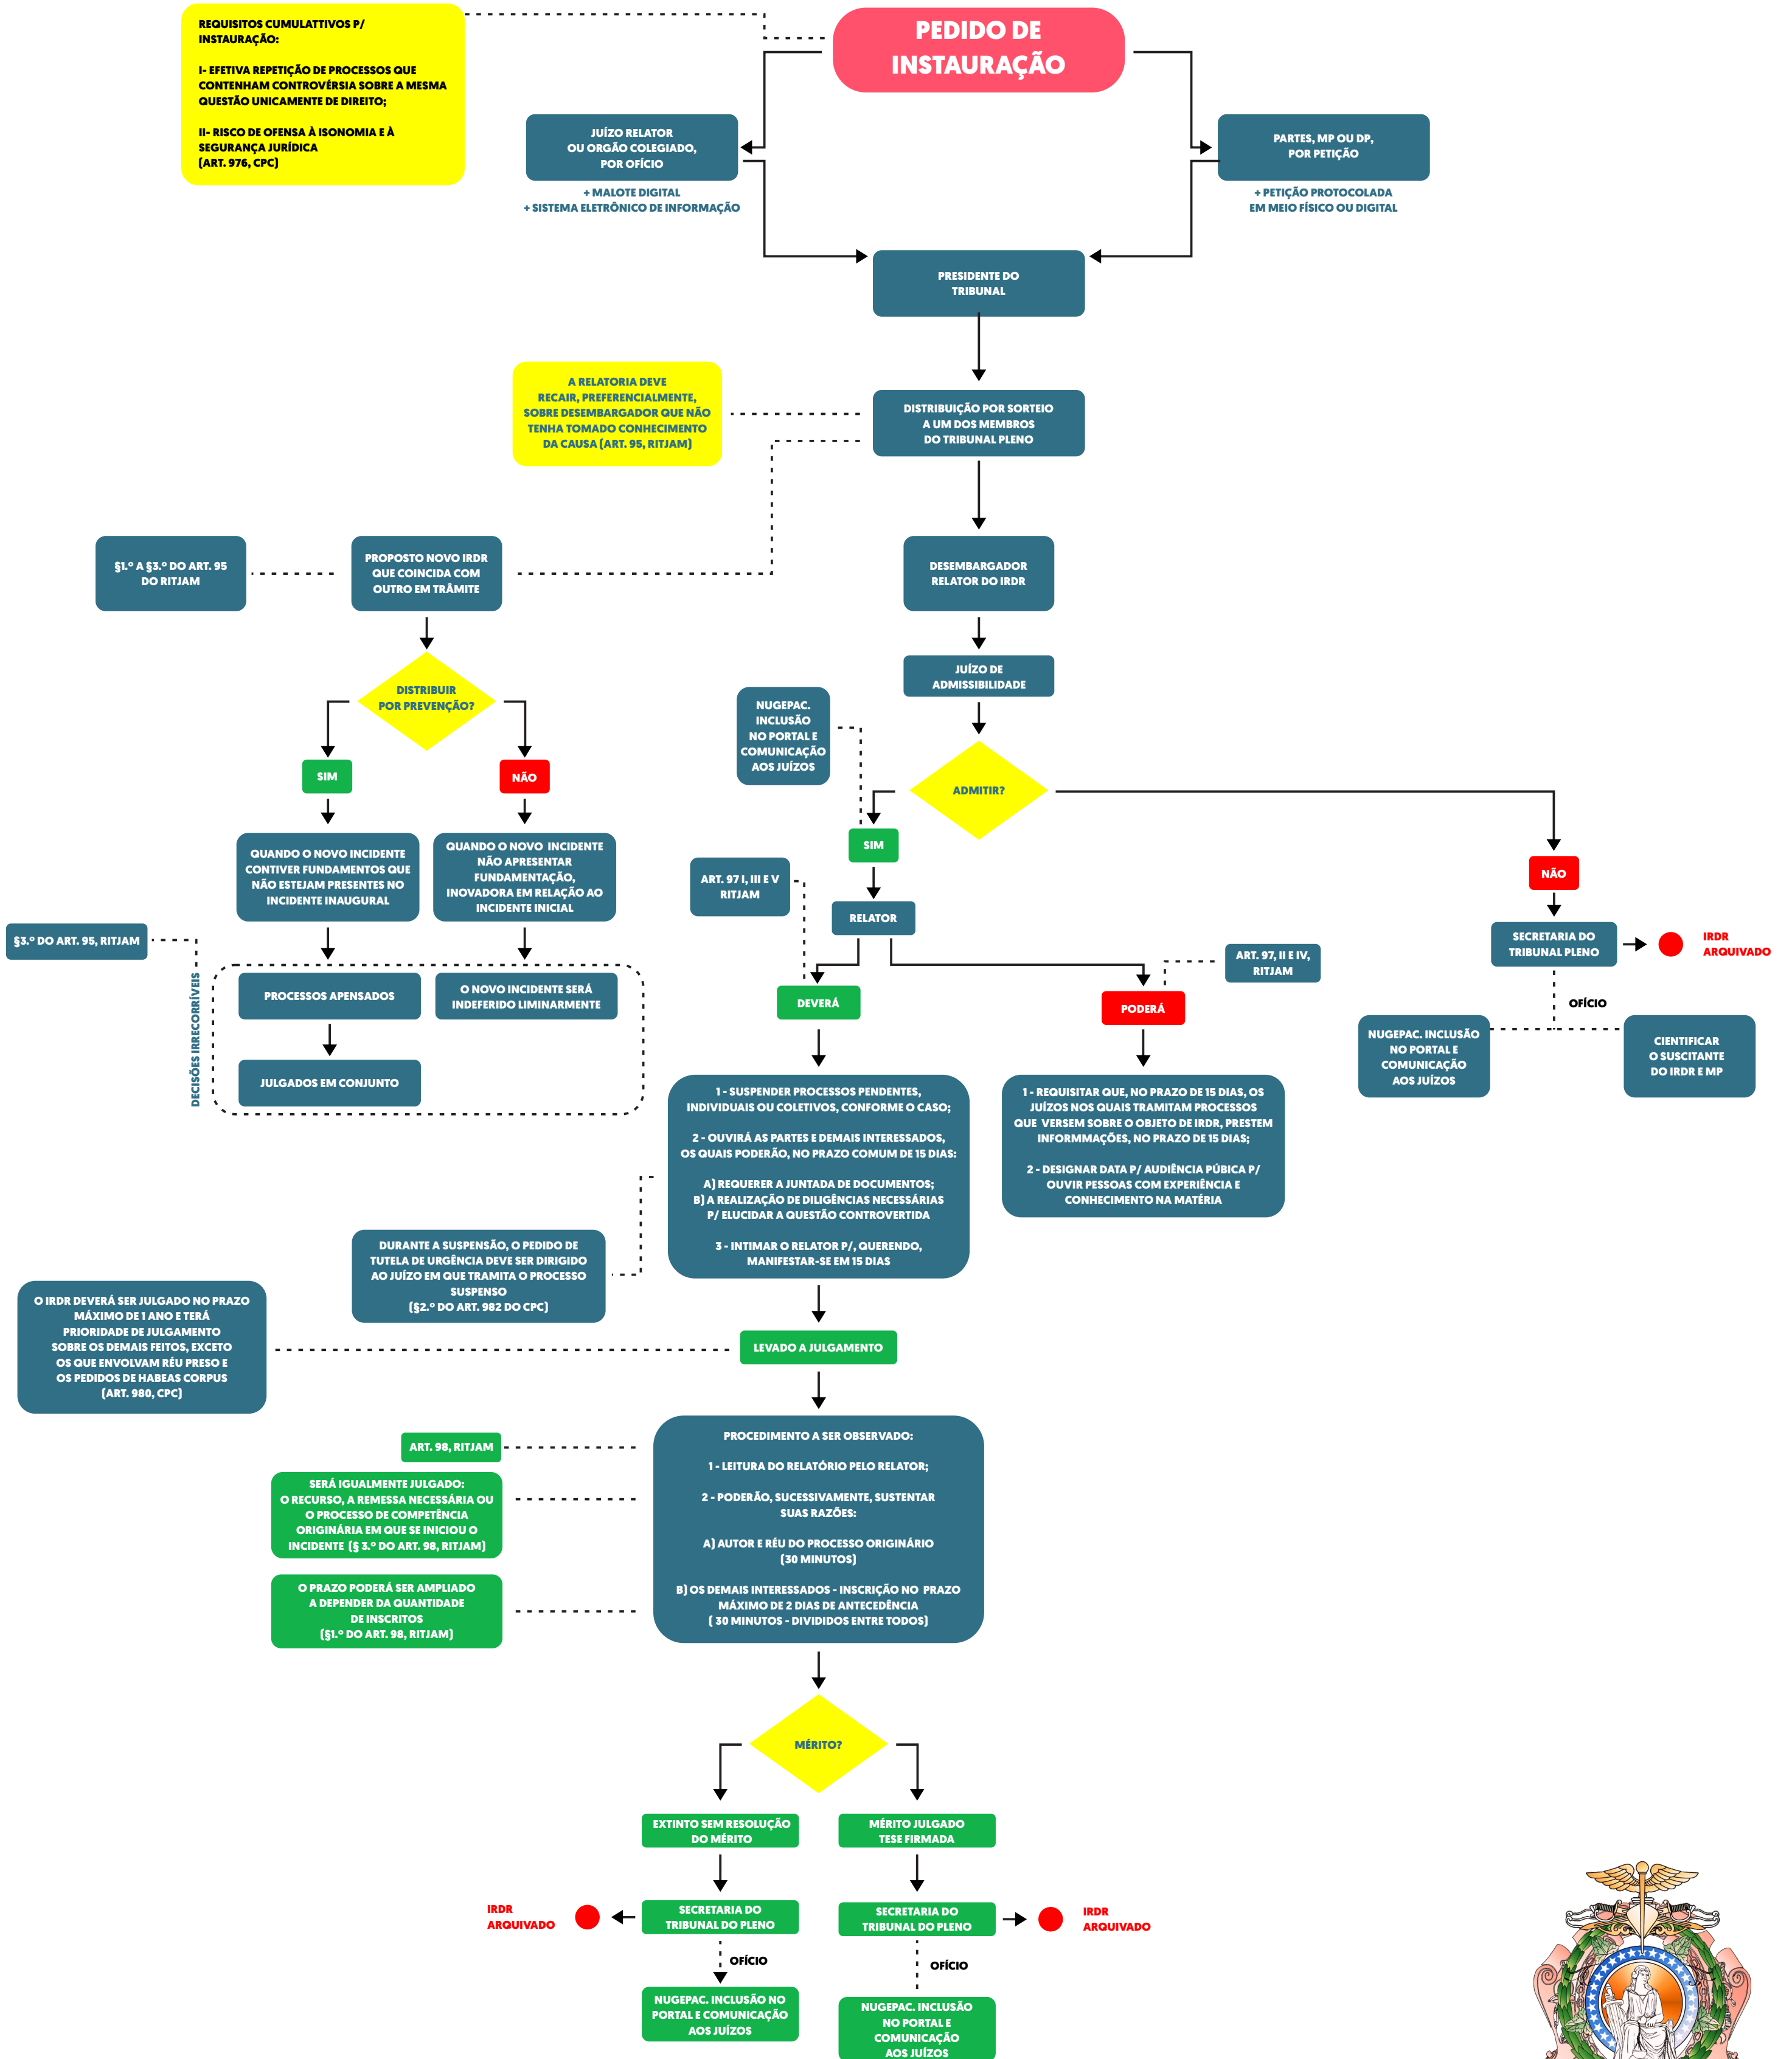 REQUISITOS CUMULATTIVOS P/
INSTAURAÇÃO:
I- EFETIVA REPETIÇÃO DE PROCESSOS QUE
CONTENHAM CONTROVÉRSIA SOBRE A MESMA
QUESTÃO UNICAMENTE DE DIREITO;
II- RISCO DE OFENSA À ISONOMIA E À
SEGURANÇA JURÍDICA
(ART. 976, CPC)
PEDIDO DE
INSTAURAÇÃO
JUÍZO RELATOR
OU ORGÃO COLEGIADO,
POR OFÍCIO
+ MALOTE DIGITAL
+ SISTEMA ELETRÔNICO DE INFORMAÇÃO
PARTES, MP OU DP,
POR PETIÇÃO
+ PETIÇÃO PROTOCOLADA
EM MEIO FÍSICO OU DIGITAL
PRESIDENTE DO
TRIBUNAL
A RELATORIA DEVE
RECAIR, PREFERENCIALMENTE,
SOBRE DESEMBARGADOR QUE NÃO
TENHA TOMADO CONHECIMENTO
DA CAUSA (ART. 95, RITJAM)
DISTRIBUIÇÃO POR SORTEIO
A UM DOS MEMBROS
DO TRIBUNAL PLENO
§1.º A §3.º DO ART. 95
DO RITJAM
PROPOSTO NOVO IRDR
QUE COINCIDA COM
OUTRO EM TRÂMITE
DESEMBARGADOR
RELATOR DO IRDR
JUÍZO DE
ADMISSIBILIDADE
DISTRIBUIR
POR PREVENÇÃO?
SIM
NÃO
NUGEPAC.
INCLUSÃO
NO PORTAL E
COMUNICAÇÃO
AOS JUÍZOS
ADMITIR?
SIM
NÃO
QUANDO O NOVO INCIDENTE
CONTIVER FUNDAMENTOS QUE
NÃO ESTEJAM PRESENTES NO
INCIDENTE INAUGURAL
QUANDO O NOVO INCIDENTE
NÃO APRESENTAR
FUNDAMENTAÇÃO,
INOVADORA EM RELAÇÃO AO
INCIDENTE INICIAL
ART. 97 I, III E V
RITJAM
RELATOR
SECRETARIA DO
TRIBUNAL PLENO
IRDR
ARQUIVADO
§3.º DO ART. 95, RITJAM
DECISÕES IRRECORRÍVEIS
PROCESSOS APENSADOS
O NOVO INCIDENTE SERÁ
INDEFERIDO LIMINARMENTE
JULGADOS EM CONJUNTO
DEVERÁ
PODERÁ
ART. 97, II E IV,
RITJAM
OFÍCIO
NUGEPAC. INCLUSÃO
NO PORTAL E
COMUNICAÇÃO
AOS JUÍZOS
CIENTIFICAR
O SUSCITANTE
DO IRDR E MP
1 - SUSPENDER PROCESSOS PENDENTES,
INDIVIDUAIS OU COLETIVOS, CONFORME O CASO;
2 - OUVIRÁ AS PARTES E DEMAIS INTERESSADOS,
OS QUAIS PODERÃO, NO PRAZO COMUM DE 15 DIAS:
A) REQUERER A JUNTADA DE DOCUMENTOS;
B) A REALIZAÇÃO DE DILIGÊNCIAS NECESSÁRIAS
P/ ELUCIDAR A QUESTÃO CONTROVERTIDA
3 - INTIMAR O RELATOR P/, QUERENDO,
MANIFESTAR-SE EM 15 DIAS
1 - REQUISITAR QUE, NO PRAZO DE 15 DIAS, OS
JUÍZOS NOS QUAIS TRAMITAM PROCESSOS
QUE VERSEM SOBRE O OBJETO DE IRDR, PRESTEM
INFORMMAÇÕES, NO PRAZO DE 15 DIAS;
2 - DESIGNAR DATA P/ AUDIÊNCIA PÚBICA P/
OUVIR PESSOAS COM EXPERIÊNCIA E
CONHECIMENTO NA MATÉRIA
DURANTE A SUSPENSÃO, O PEDIDO DE
TUTELA DE URGÊNCIA DEVE SER DIRIGIDO
AO JUÍZO EM QUE TRAMITA O PROCESSO
SUSPENSO
(§2.º DO ART. 982 DO CPC)
O IRDR DEVERÁ SER JULGADO NO PRAZO
MÁXIMO DE 1 ANO E TERÁ
PRIORIDADE DE JULGAMENTO
SOBRE OS DEMAIS FEITOS, EXCETO
OS QUE ENVOLVAM RÉU PRESO E
OS PEDIDOS DE HABEAS CORPUS
(ART. 980, CPC)
LEVADO A JULGAMENTO
ART. 98, RITJAM
SERÁ IGUALMENTE JULGADO:
O RECURSO, A REMESSA NECESSÁRIA OU
O PROCESSO DE COMPETÊNCIA
ORIGINÁRIA EM QUE SE INICIOU O
INCIDENTE (§ 3.º DO ART. 98, RITJAM)
O PRAZO PODERÁ SER AMPLIADO
A DEPENDER DA QUANTIDADE
DE INSCRITOS
(§1.º DO ART. 98, RITJAM)
PROCEDIMENTO A SER OBSERVADO:
1 - LEITURA DO RELATÓRIO PELO RELATOR;
2 - PODERÃO, SUCESSIVAMENTE, SUSTENTAR
SUAS RAZÕES:
A) AUTOR E RÉU DO PROCESSO ORIGINÁRIO
(30 MINUTOS)
B) OS DEMAIS INTERESSADOS - INSCRIÇÃO NO PRAZO
MÁXIMO DE 2 DIAS DE ANTECEDÊNCIA
( 30 MINUTOS - DIVIDIDOS ENTRE TODOS)
MÉRITO?
EXTINTO SEM RESOLUÇÃO
DO MÉRITO
MÉRITO JULGADO
TESE FIRMADA
IRDR
ARQUIVADO
SECRETARIA DO
TRIBUNAL DO PLENO
SECRETARIA DO
TRIBUNAL DO PLENO
IRDR
ARQUIVADO
OFÍCIO
OFÍCIO
NUGEPAC. INCLUSÃO NO
PORTAL E COMUNICAÇÃO
AOS JUÍZOS
NUGEPAC. INCLUSÃO
NO PORTAL E
COMUNICAÇÃO
AOS JUÍZOS